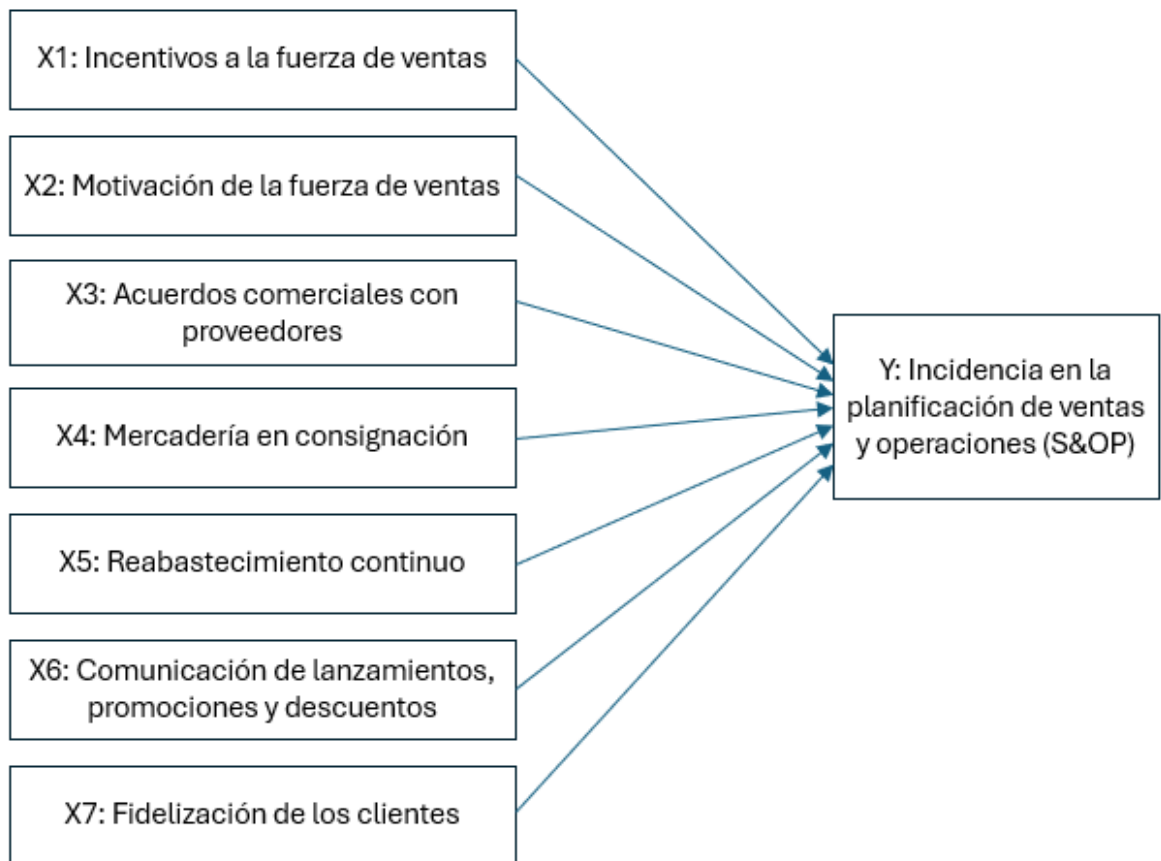 X1: Incentivos a la fuerza de ventas
X2: Motivación de la fuerza de ventas
X3: Acuerdos comerciales con
proveedores
X4: Mercadería en consignación
X5: Reabastecimiento continuo
X6: Comunicación de lanzamientos,
promociones y descuentos
X7: Fidelización de los clientes
Y: Incidencia en la
planificación de ventas
y operaciones (S&OP)